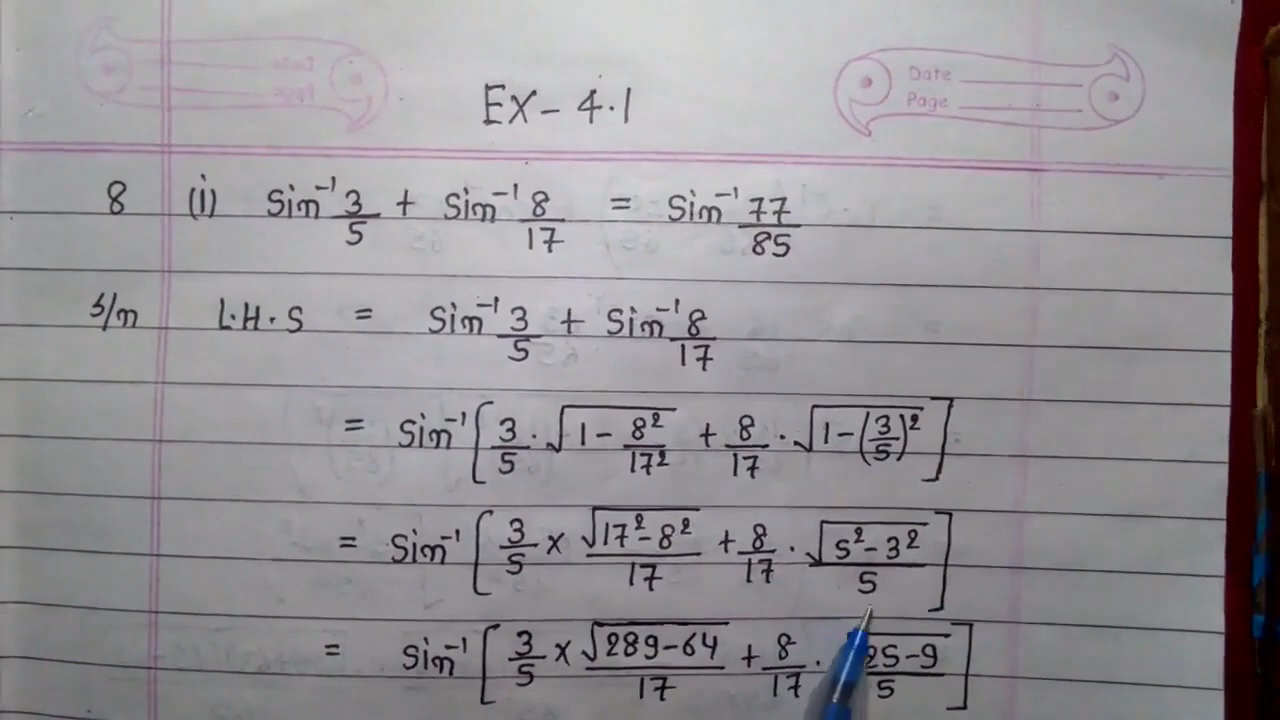 Date
Page
EX - 4.1
8 (i) Sin⁻¹ 3/5 + Sin⁻¹ 8/17 = Sin⁻¹ 77/85
S/n L.H.S = Sin⁻¹ 3/5 + Sin⁻¹ 8/17
= Sin⁻¹ [ 3/5 · √(1 - 8²/17²) + 8/17 · √(1 - (3/5)²) ]
= Sin⁻¹ [ 3/5 × √(17² - 8²)/17 + 8/17 · √(5² - 3²)/5 ]
= Sin⁻¹ [ 3/5 × √(289 - 64)/17 + 8/17 · √(25 - 9)/5 ]